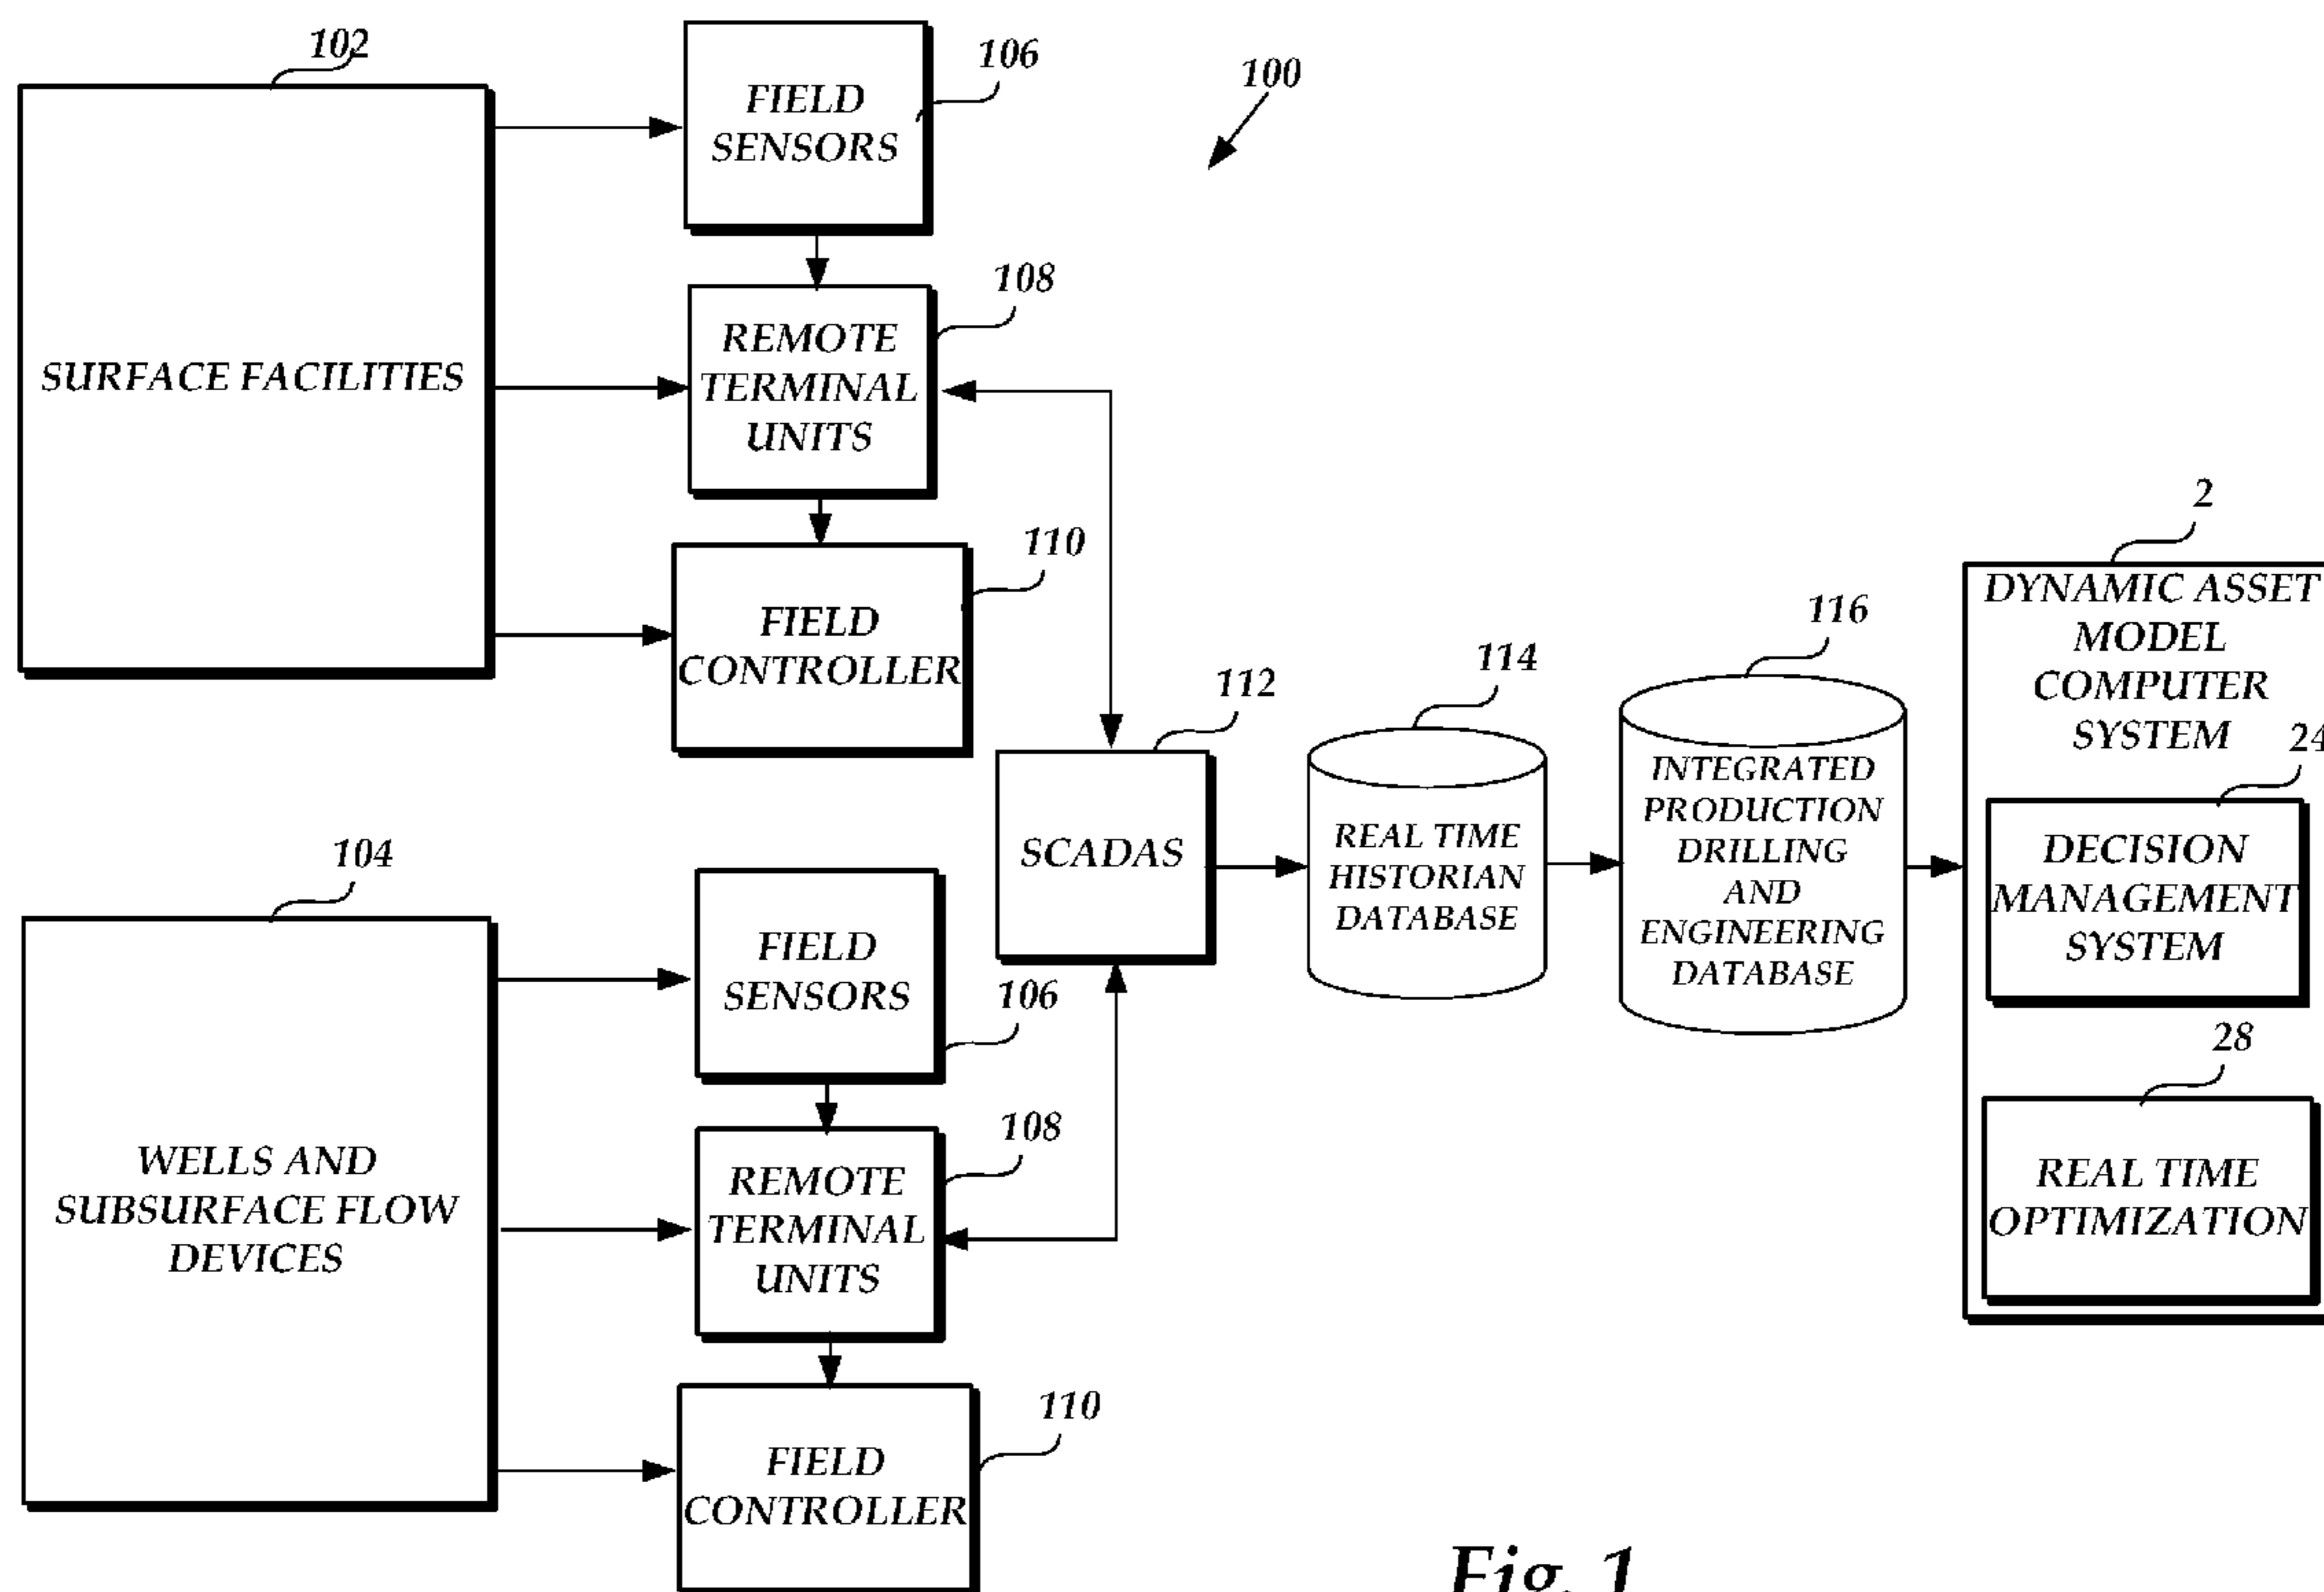 102
SURFACE FACILITIES
106
FIELD
SENSORS
100
108
REMOTE
TERMINAL
UNITS
110
FIELD
CONTROLLER
104
WELLS AND
SUBSURFACE FLOW
DEVICES
FIELD
SENSORS
106
108
REMOTE
TERMINAL
UNITS
110
FIELD
CONTROLLER
112
SCADAS
114
REAL TIME
HISTORIAN
DATABASE
116
INTEGRATED
PRODUCTION
DRILLING
AND
ENGINEERING
DATABASE
2
DYNAMIC ASSET
MODEL
COMPUTER
SYSTEM
24
DECISION
MANAGEMENT
SYSTEM
28
REAL TIME
OPTIMIZATION
Fig. 1